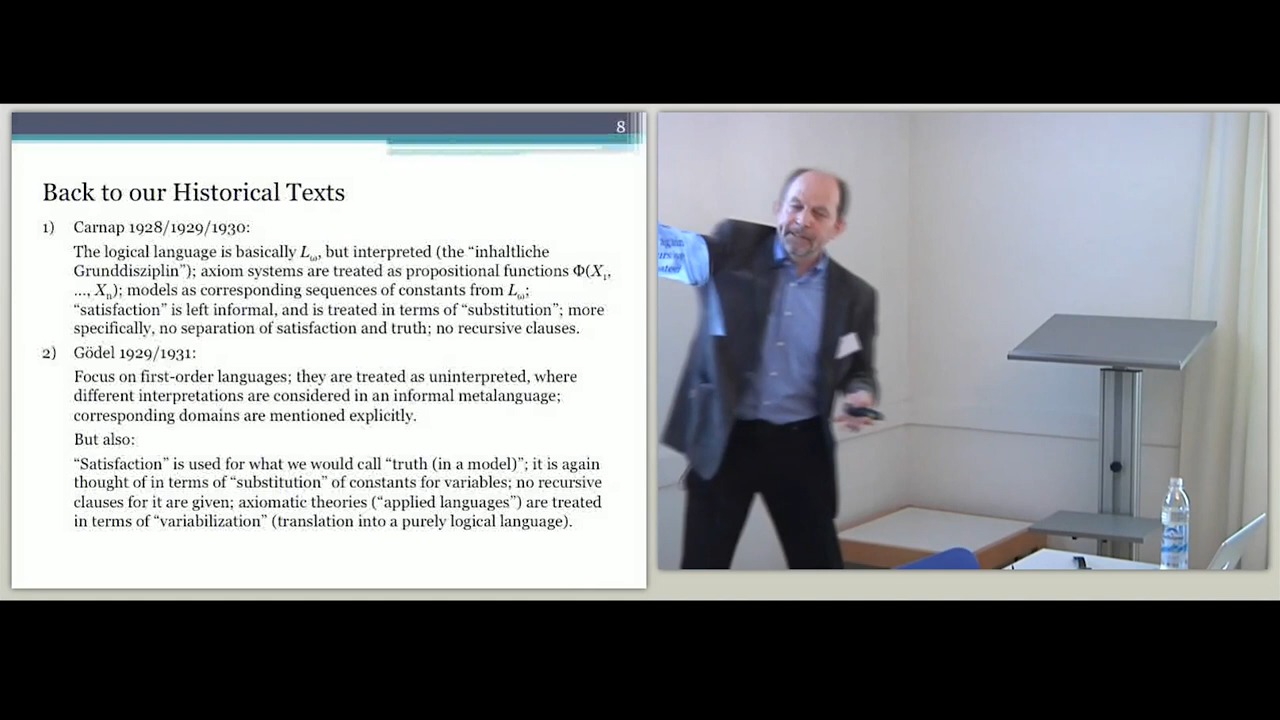 8
Back to our Historical Texts
1) Carnap 1928/1929/1930:
The logical language is basically Lω, but interpreted (the “inhaltliche
Grunddisziplin”); axiom systems are treated as propositional functions Φ(X₁,
…, Xₙ); models as corresponding sequences of constants from Lω;
“satisfaction” is left informal, and is treated in terms of “substitution”; more
specifically, no separation of satisfaction and truth; no recursive clauses.
2) Gödel 1929/1931:
Focus on first-order languages; they are treated as uninterpreted, where
different interpretations are considered in an informal metalanguage;
corresponding domains are mentioned explicitly.
But also:
“Satisfaction” is used for what we would call “truth (in a model)”; it is again
thought of in terms of “substitution” of constants for variables; no recursive
clauses for it are given; axiomatic theories (“applied languages”) are treated
in terms of “variabilization” (translation into a purely logical language).